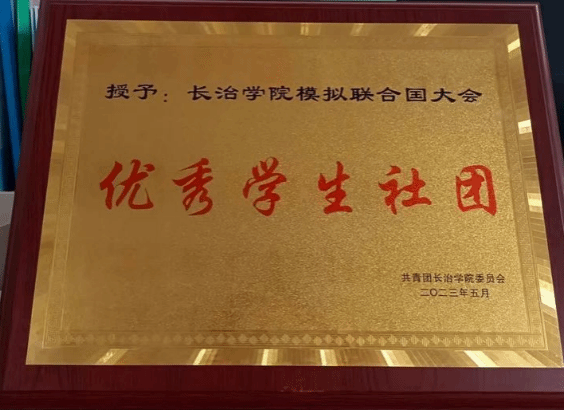 授予：长治学院模拟联合国大会
优秀学生社团
共青团长治学院委员会
二〇二三年五月